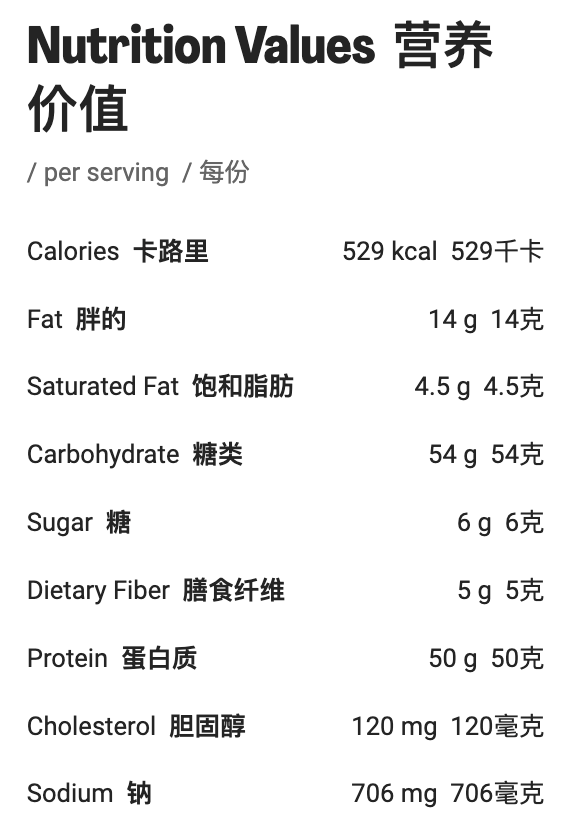 Nutrition Values 营养
价值
/ per serving / 每份
Calories 卡路里 529 kcal 529千卡
Fat 胖的 14 g 14克
Saturated Fat 饱和脂肪 4.5 g 4.5克
Carbohydrate 糖类 54 g 54克
Sugar 糖 6 g 6克
Dietary Fiber 膳食纤维 5 g 5克
Protein 蛋白质 50 g 50克
Cholesterol 胆固醇 120 mg 120毫克
Sodium 钠 706 mg 706毫克